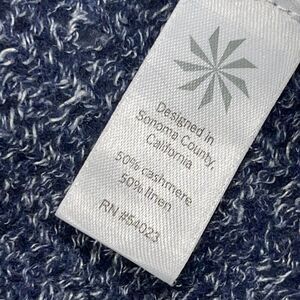 Designed in
Sonoma County,
California
50% cashmere
50% linen
RN #54023